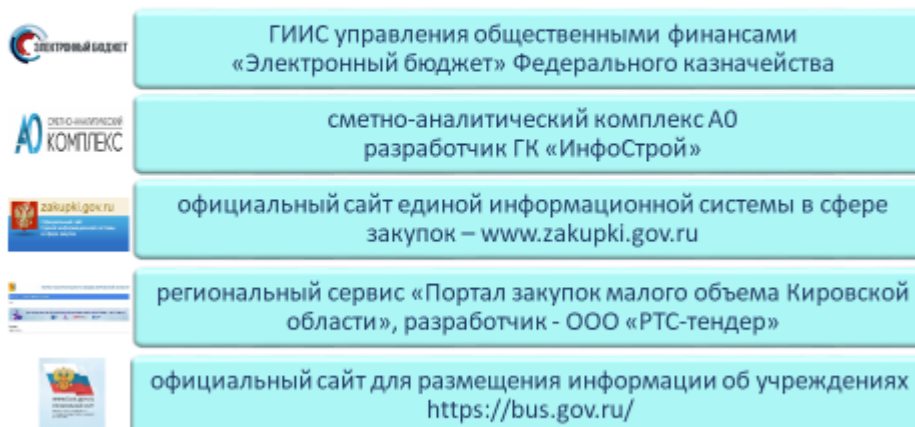 ЭЛЕКТРОННЫЙ БЮДЖЕТ
ГИИС управления общественными финансами
«Электронный бюджет» Федерального казначейства
А0 СМЕТНО-АНАЛИТИЧЕСКИЙ
КОМПЛЕКС
сметно-аналитический комплекс А0
разработчик ГК «ИнфоСтрой»
zakupki.gov.ru
официальный сайт единой информационной системы в сфере
закупок – www.zakupki.gov.ru
региональный сервис «Портал закупок малого объема Кировской
области», разработчик - ООО «РТС-тендер»
официальный сайт для размещения информации об учреждениях
https://bus.gov.ru/